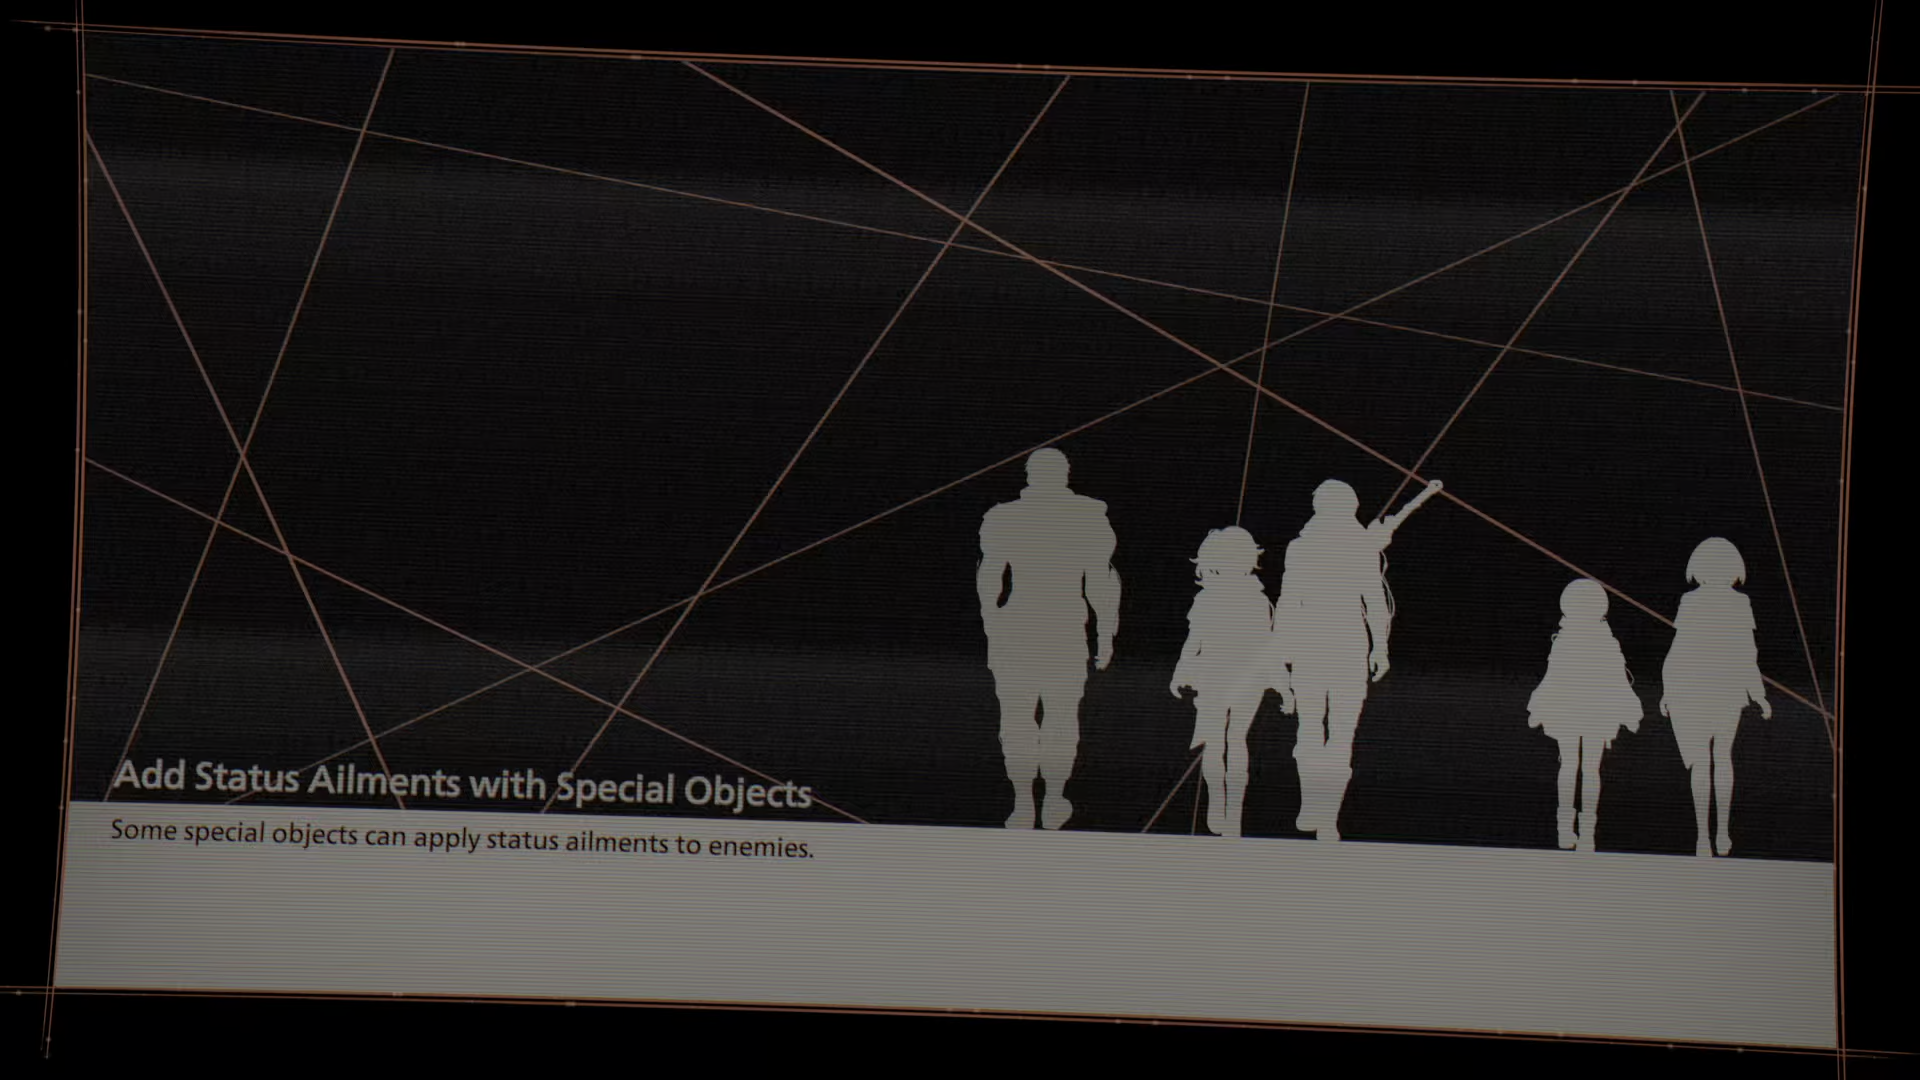 Add Status Ailments with Special Objects
Some special objects can apply status ailments to enemies.